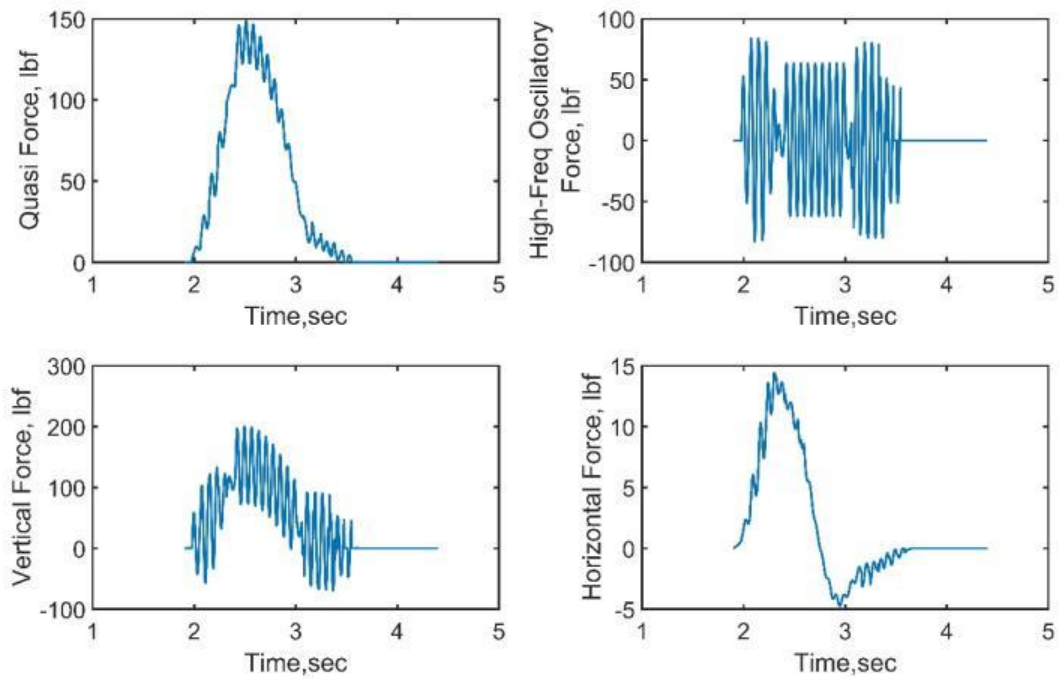 150
100
50
0
Quasi Force, lbf
1 2 3 4 5
Time,sec
100
50
0
-50
-100
High-Freq Oscillatory
Force, lbf
1 2 3 4 5
Time,sec
300
200
100
0
-100
Vertical Force, lbf
1 2 3 4 5
Time,sec
15
10
5
0
-5
Horizontal Force, lbf
1 2 3 4 5
Time,sec